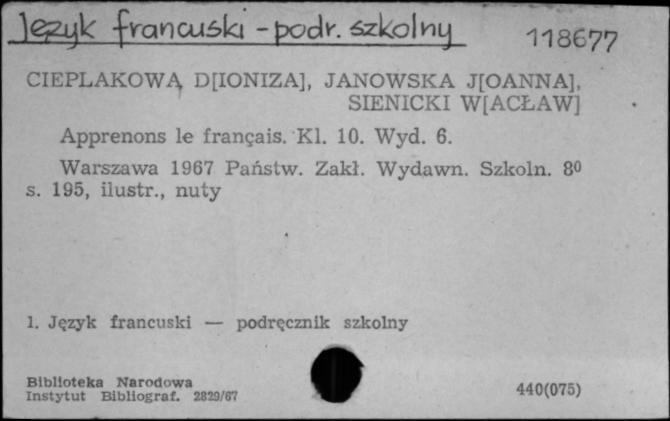 Język francuski - podr. szkolny
118677
CIEPLAKOWĄ D[IONIZA], JANOWSKA J[OANNA],
SIENICKI W[ACŁAW]
Apprenons le français. Kl. 10. Wyd. 6.
Warszawa 1967 Państw. Zakł. Wydawn. Szkoln. 8⁰
s. 195, ilustr., nuty
1. Język francuski — podręcznik szkolny
Biblioteka Narodowa
Instytut Bibliograf. 2829/67
440(075)